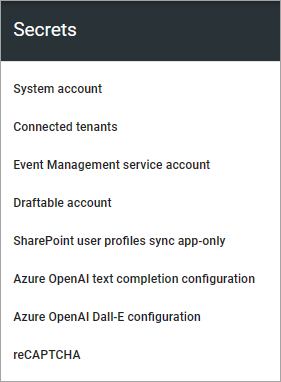 Secrets
System account
Connected tenants
Event Management service account
Draftable account
SharePoint user profiles sync app-only
Azure OpenAI text completion configuration
Azure OpenAI Dall-E configuration
reCAPTCHA